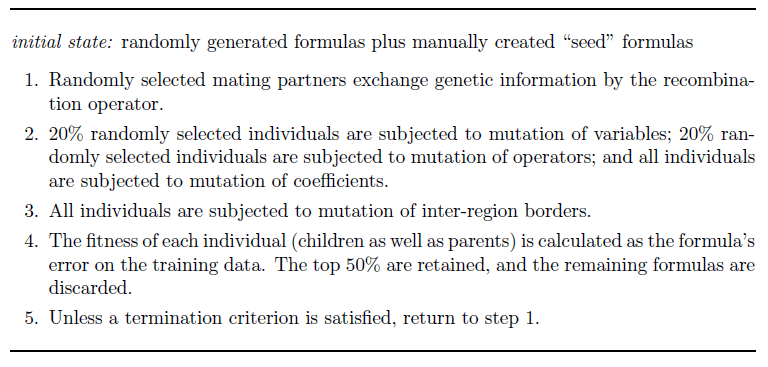 initial state: randomly generated formulas plus manually created “seed” formulas
1. Randomly selected mating partners exchange genetic information by the recombina-
tion operator.
2. 20% randomly selected individuals are subjected to mutation of variables; 20% ran-
domly selected individuals are subjected to mutation of operators; and all individuals
are subjected to mutation of coefficients.
3. All individuals are subjected to mutation of inter-region borders.
4. The fitness of each individual (children as well as parents) is calculated as the formula’s
error on the training data. The top 50% are retained, and the remaining formulas are
discarded.
5. Unless a termination criterion is satisfied, return to step 1.